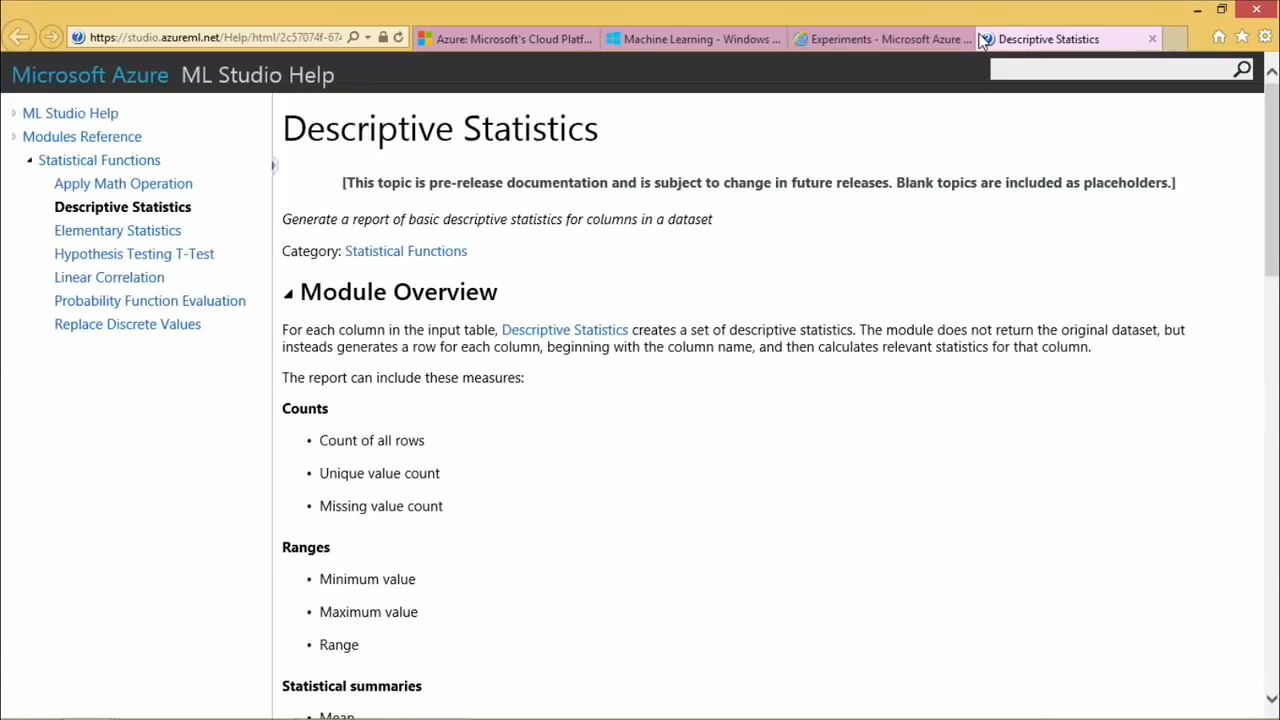 https://studio.azureml.net/Help/html/2c57074f-674
Azure: Microsoft's Cloud Platf...
Machine Learning - Windows ...
Experiments - Microsoft Azure ...
Descriptive Statistics
Microsoft Azure ML Studio Help
ML Studio Help
Modules Reference
Statistical Functions
Apply Math Operation
Descriptive Statistics
Elementary Statistics
Hypothesis Testing T-Test
Linear Correlation
Probability Function Evaluation
Replace Discrete Values
Descriptive Statistics
[This topic is pre-release documentation and is subject to change in future releases. Blank topics are included as placeholders.]
Generate a report of basic descriptive statistics for columns in a dataset
Category: Statistical Functions
Module Overview
For each column in the input table, Descriptive Statistics creates a set of descriptive statistics. The module does not return the original dataset, but
insteads generates a row for each column, beginning with the column name, and then calculates relevant statistics for that column.
The report can include these measures:
Counts
• Count of all rows
• Unique value count
• Missing value count
Ranges
• Minimum value
• Maximum value
• Range
Statistical summaries
• Mean